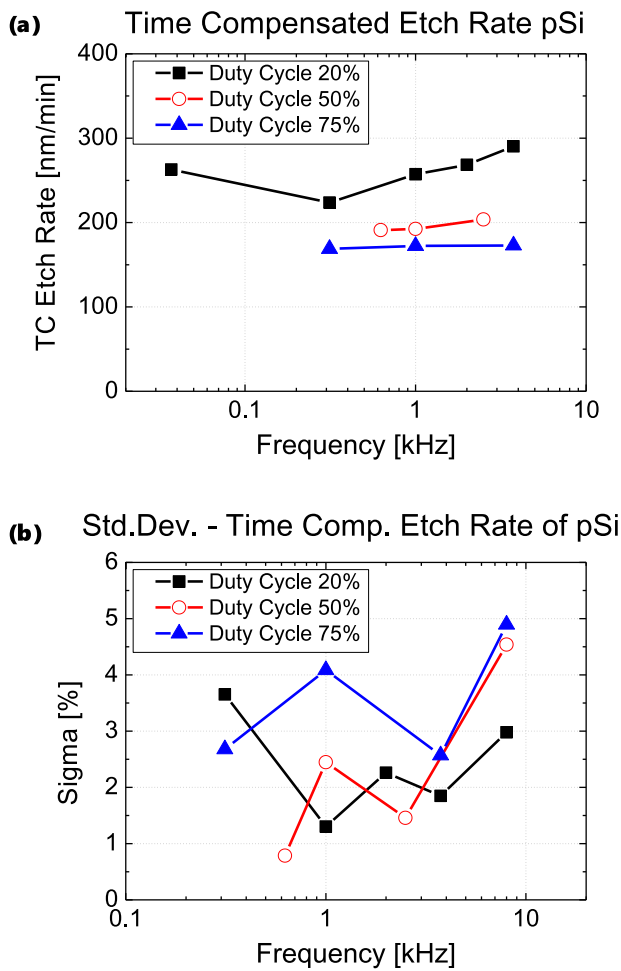 (a)
Time Compensated Etch Rate pSi
TC Etch Rate [nm/min]
400
300
200
100
0
Duty Cycle 20%
Duty Cycle 50%
Duty Cycle 75%
0.1
1
10
Frequency [kHz]
(b)
Std.Dev. - Time Comp. Etch Rate of pSi
Sigma [%]
6
5
4
3
2
1
0
Duty Cycle 20%
Duty Cycle 50%
Duty Cycle 75%
0.1
1
10
Frequency [kHz]